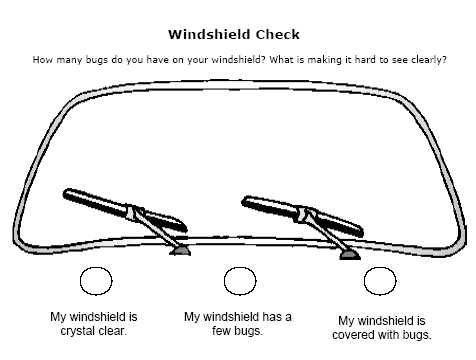 Windshield Check
How many bugs do you have on your windshield? What is making it hard to see clearly?
My windshield is
crystal clear.
My windshield has a
few bugs.
My windshield is
covered with bugs.